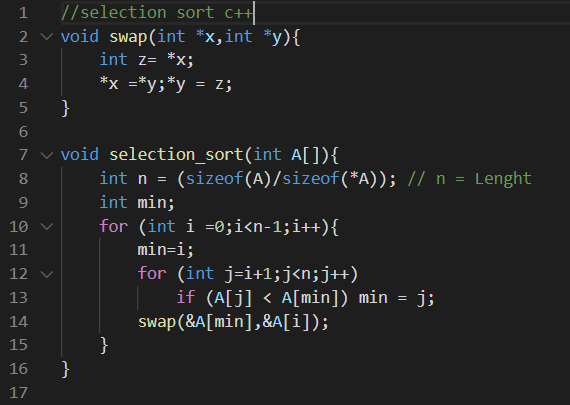 1 //selection sort c++
2 void swap(int *x,int *y){
3 int z= *x;
4 *x =*y;*y = z;
5 }
6
7 void selection_sort(int A[]){
8 int n = (sizeof(A)/sizeof(*A)); // n = Lenght
9 int min;
10 for (int i =0;i<n-1;i++){
11 min=i;
12 for (int j=i+1;j<n;j++)
13 if (A[j] < A[min]) min = j;
14 swap(&A[min],&A[i]);
15 }
16 }
17